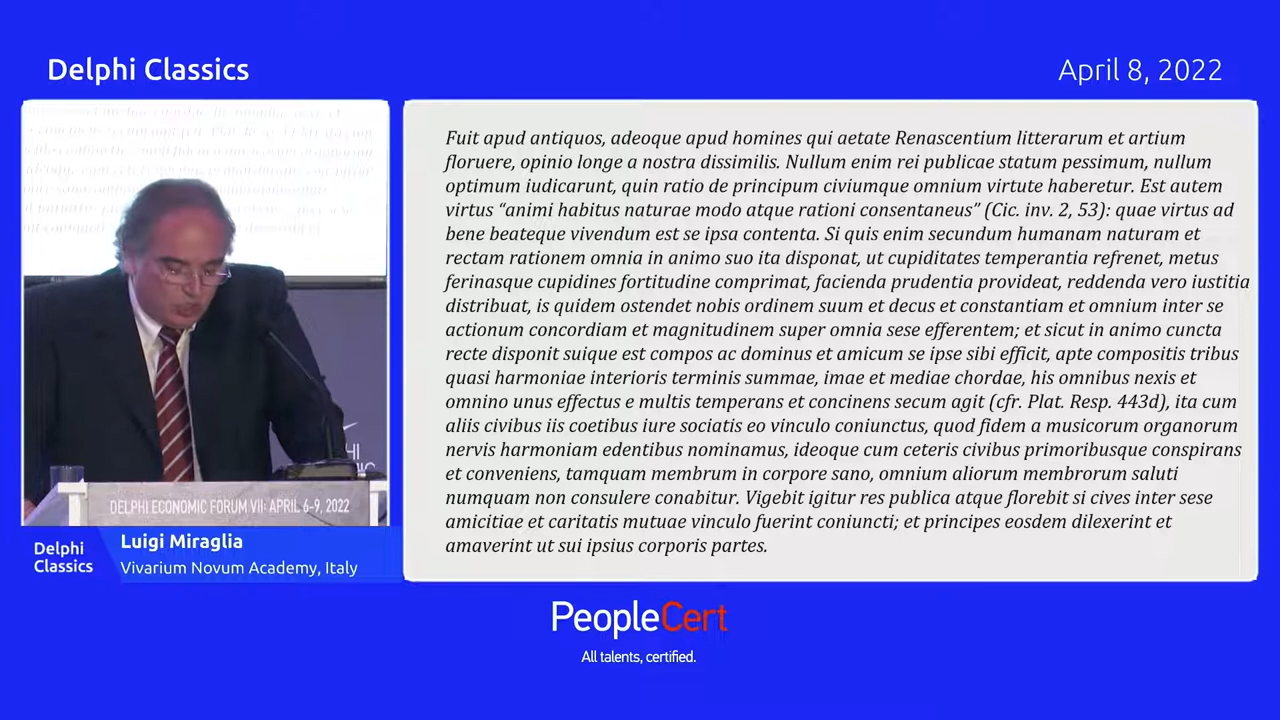 Delphi Classics
April 8, 2022
Fuit apud antiquos, adeoque apud homines qui aetate Renascentium litterarum et artium
floruere, opinio longe a nostra dissimilis. Nullum enim rei publicae statum pessimum, nullum
optimum iudicarunt, quin ratio de principum civiumque omnium virtute haberetur. Est autem
virtus “animi habitus naturae modo atque rationi consentaneus” (Cic. inv. 2, 53): quae virtus ad
bene beateque vivendum est se ipsa contenta. Si quis enim secundum humanam naturam et
rectam rationem omnia in animo suo ita disponat, ut cupiditates temperantia refrenet, metus
ferinasque cupidines fortitudine comprimat, facienda prudentia provideat, reddenda vero iustitia
distribuat, is quidem ostendet nobis ordinem suum et decus et constantiam et omnium inter se
actionum concordiam et magnitudinem super omnia sese efferentem; et sicut in animo cuncta
recte disponit suique est compos ac dominus et amicum se ipse sibi efficit, apte compositis tribus
quasi harmoniae interioris terminis summae, imae et mediae chordae, his omnibus nexis et
omnino unus effectus e multis temperans et concinens secum agit (cfr. Plat. Resp. 443d), ita cum
aliis civibus iis coetibus iure sociatis eo vinculo coniunctus, quod fidem a musicorum organorum
nervis harmoniam edentibus nominamus, ideoque cum ceteris civibus primoribusque conspirans
et conveniens, tamquam membrum in corpore sano, omnium aliorum membrorum saluti
numquam non consulere conabitur. Vigebit igitur res publica atque florebit si cives inter sese
amicitiae et caritatis mutuae vinculo fuerint coniuncti; et principes eosdem dilexerint et
amaverint ut sui ipsius corporis partes.
DELPHI ECONOMIC FORUM VII: APRIL 6-9, 2022
Delphi
Classics
Luigi Miraglia
Vivarium Novum Academy, Italy
PeopleCert
All talents, certified.